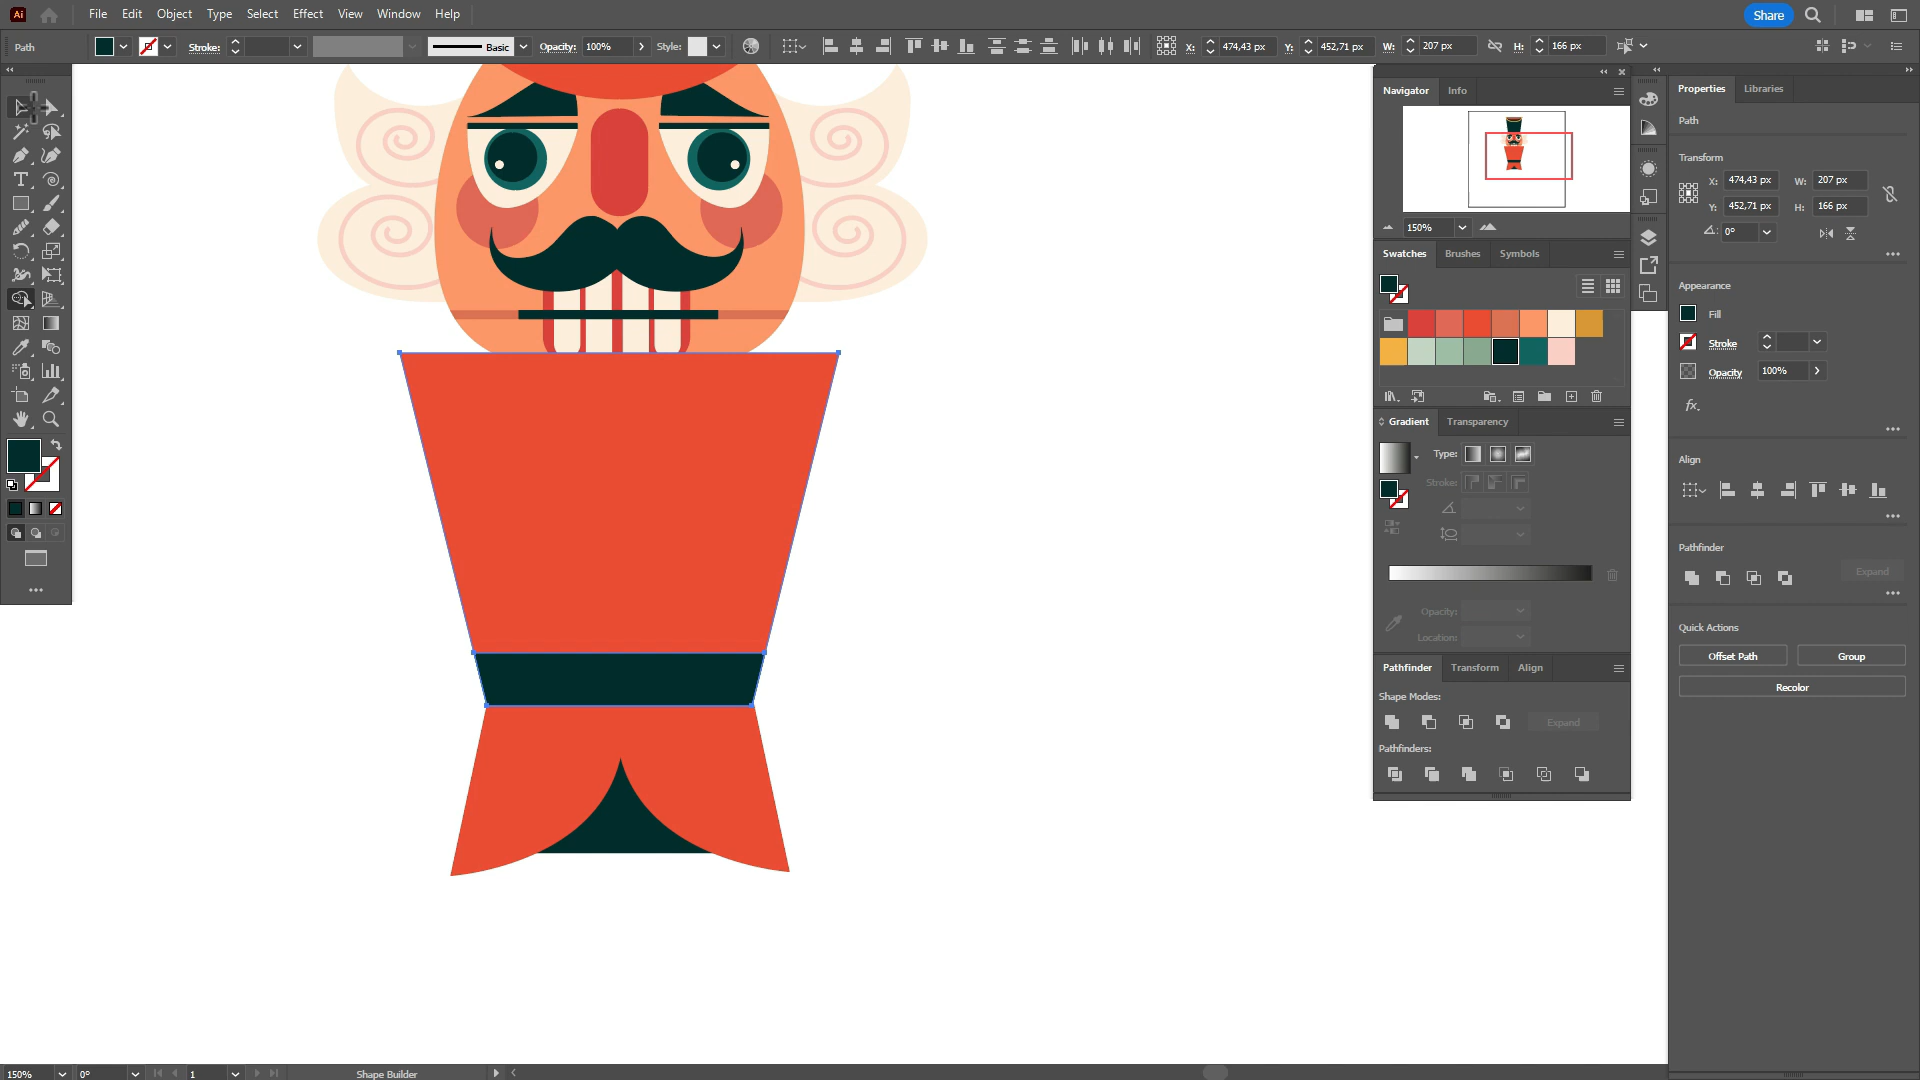 Ai File Edit Object Type Select Effect View Window Help Share
Path Stroke: Basic Opacity: 100% Style: X: 474,43 px Y: 452,71 px W: 207 px H: 166 px
Navigator Info
150%
Swatches Brushes Symbols
Gradient Transparency
Type:
Stroke:
Opacity:
Location:
Pathfinder Transform Align
Shape Modes:
Expand
Pathfinders:
Properties Libraries
Path
Transform
X: 474,43 px W: 207 px
Y: 452,71 px H: 166 px
0°
Appearance
Fill
Stroke
Opacity 100%
fx.
Align
Pathfinder
Expand
Quick Actions
Offset Path Group
Recolor
150% 0° 1 Shape Builder